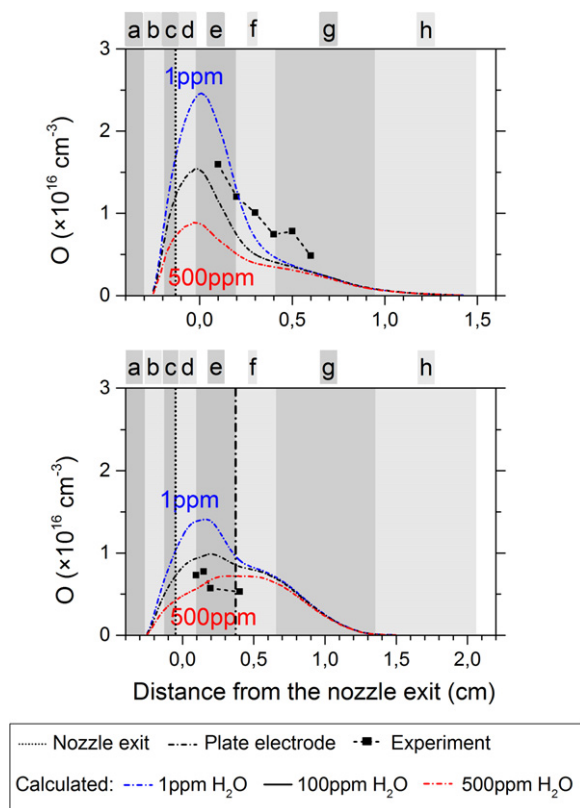 a b c d e f g h
3
1ppm
2
1
500ppm
0
O (×10¹⁶ cm⁻³)
0,0 0,5 1,0 1,5
a b c d e f g h
3
2
1ppm
1
500ppm
0
O (×10¹⁶ cm⁻³)
0,0 0,5 1,0 1,5 2,0
Distance from the nozzle exit (cm)
Nozzle exit Plate electrode Experiment
Calculated: 1ppm H₂O 100ppm H₂O 500ppm H₂O